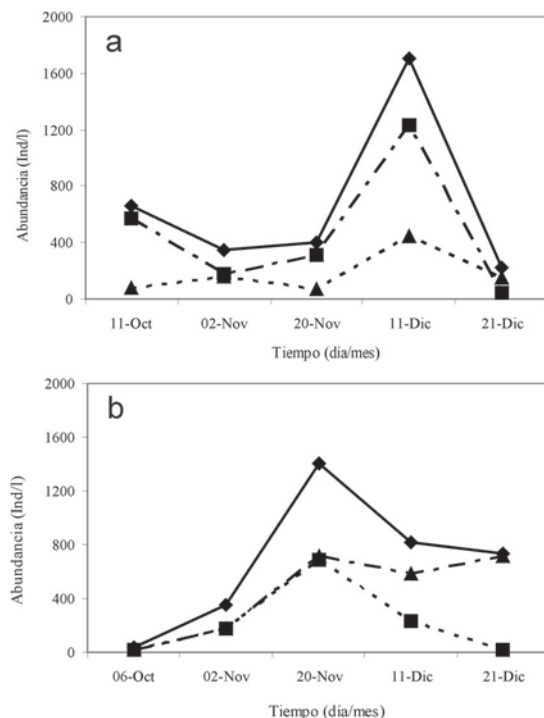 a
2000
1600
1200
800
400
0
Abundancia (Ind/l)
11-Oct 02-Nov 20-Nov 11-Dic 21-Dic
Tiempo (día/mes)
b
2000
1600
1200
800
400
0
Abundancia (Ind/l)
06-Oct 02-Nov 20-Nov 11-Dic 21-Dic
Tiempo (día/mes)